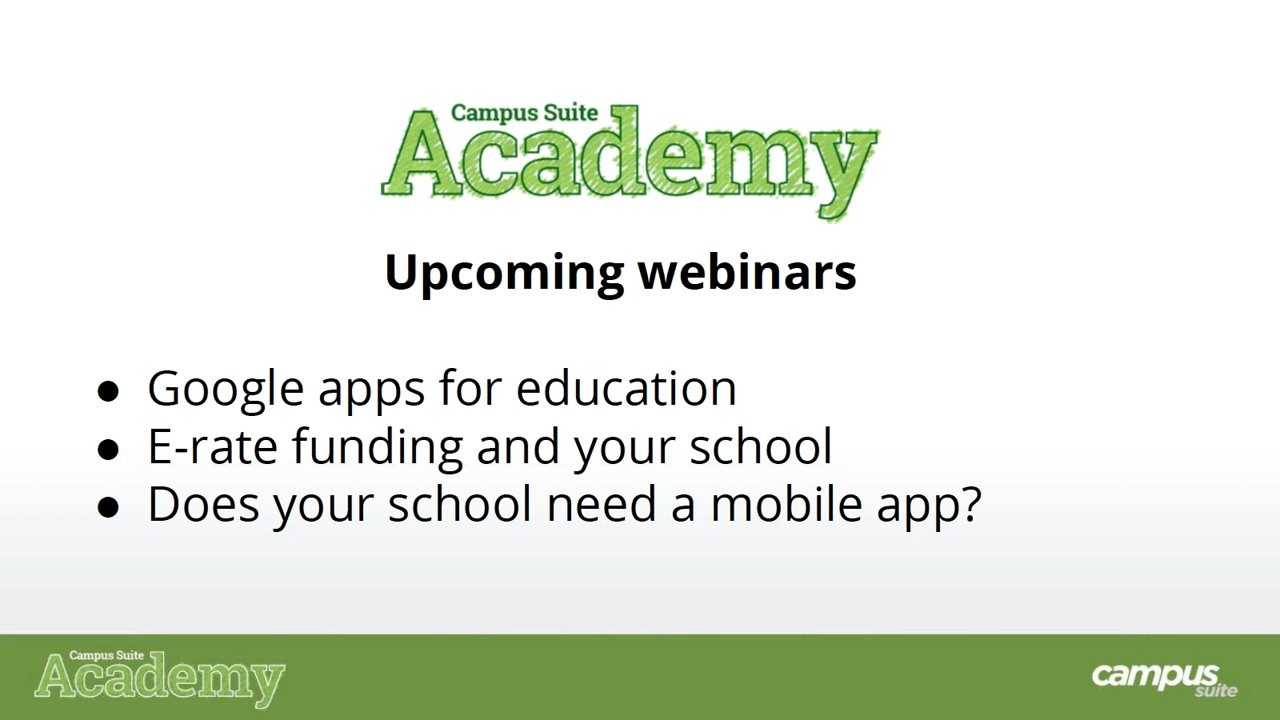 Campus Suite
Academy
Upcoming webinars
● Google apps for education
● E-rate funding and your school
● Does your school need a mobile app?
Campus Suite
Academy
campus
suite